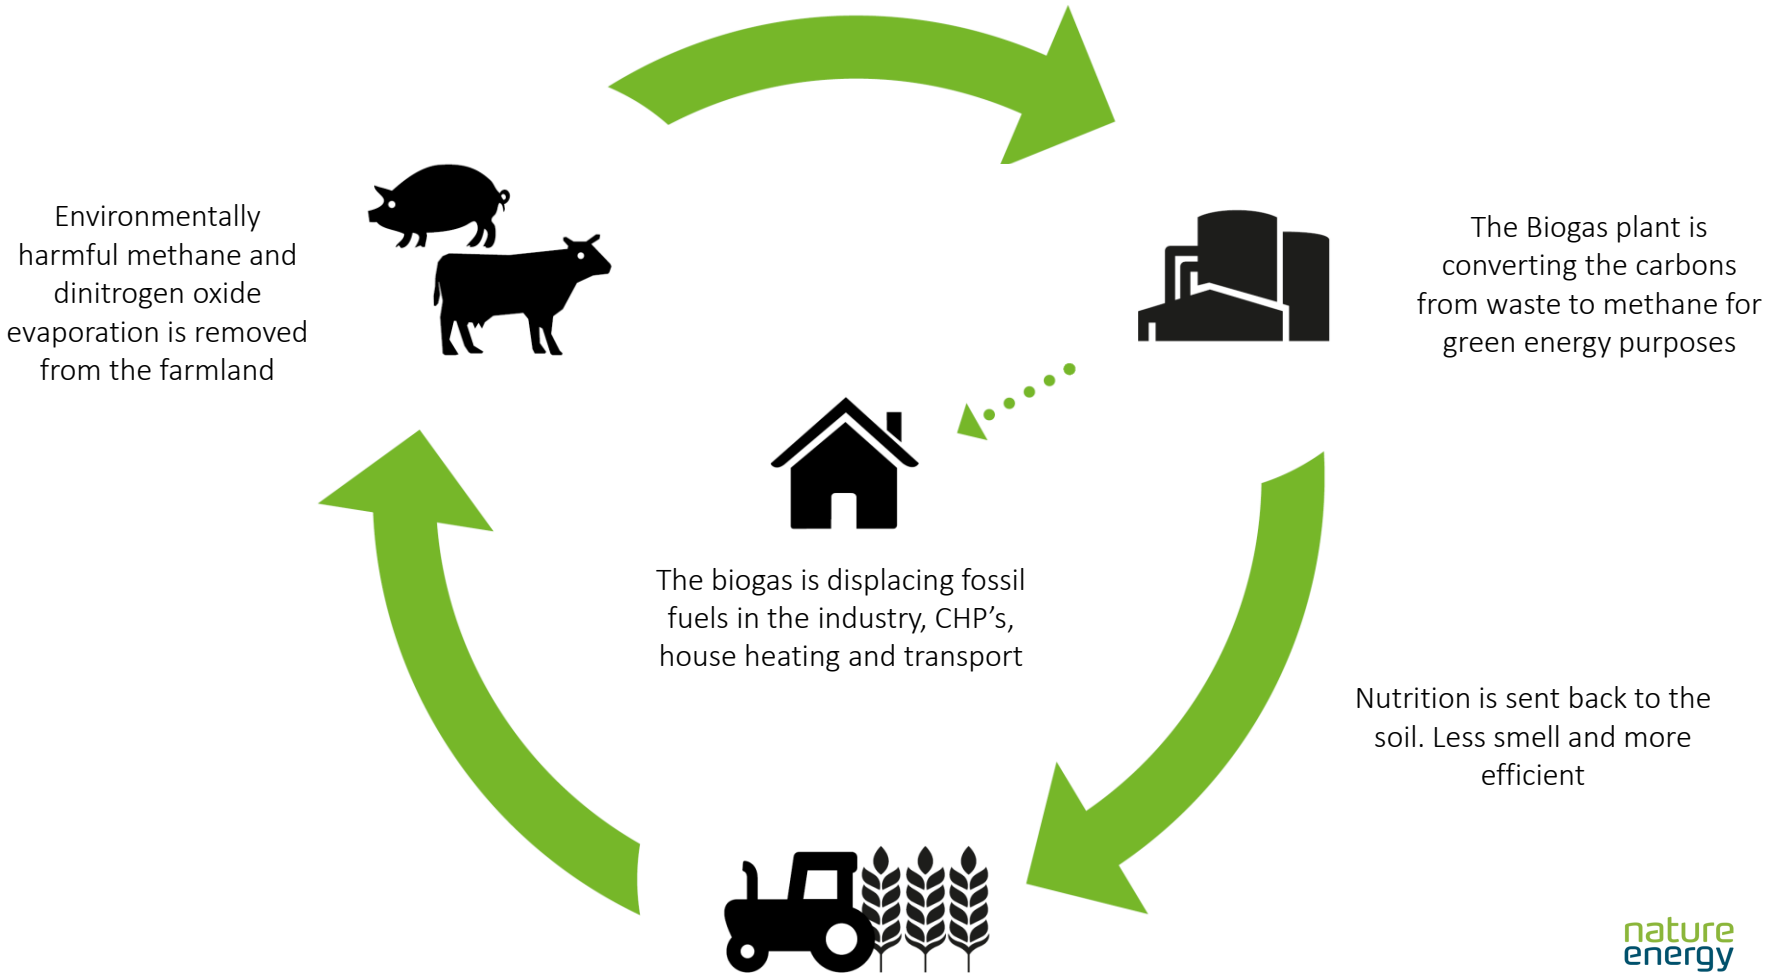 Environmentally
harmful methane and
dinitrogen oxide
evaporation is removed
from the farmland
The Biogas plant is
converting the carbons
from waste to methane for
green energy purposes
The biogas is displacing fossil
fuels in the industry, CHP’s,
house heating and transport
Nutrition is sent back to the
soil. Less smell and more
efficient
nature
energy